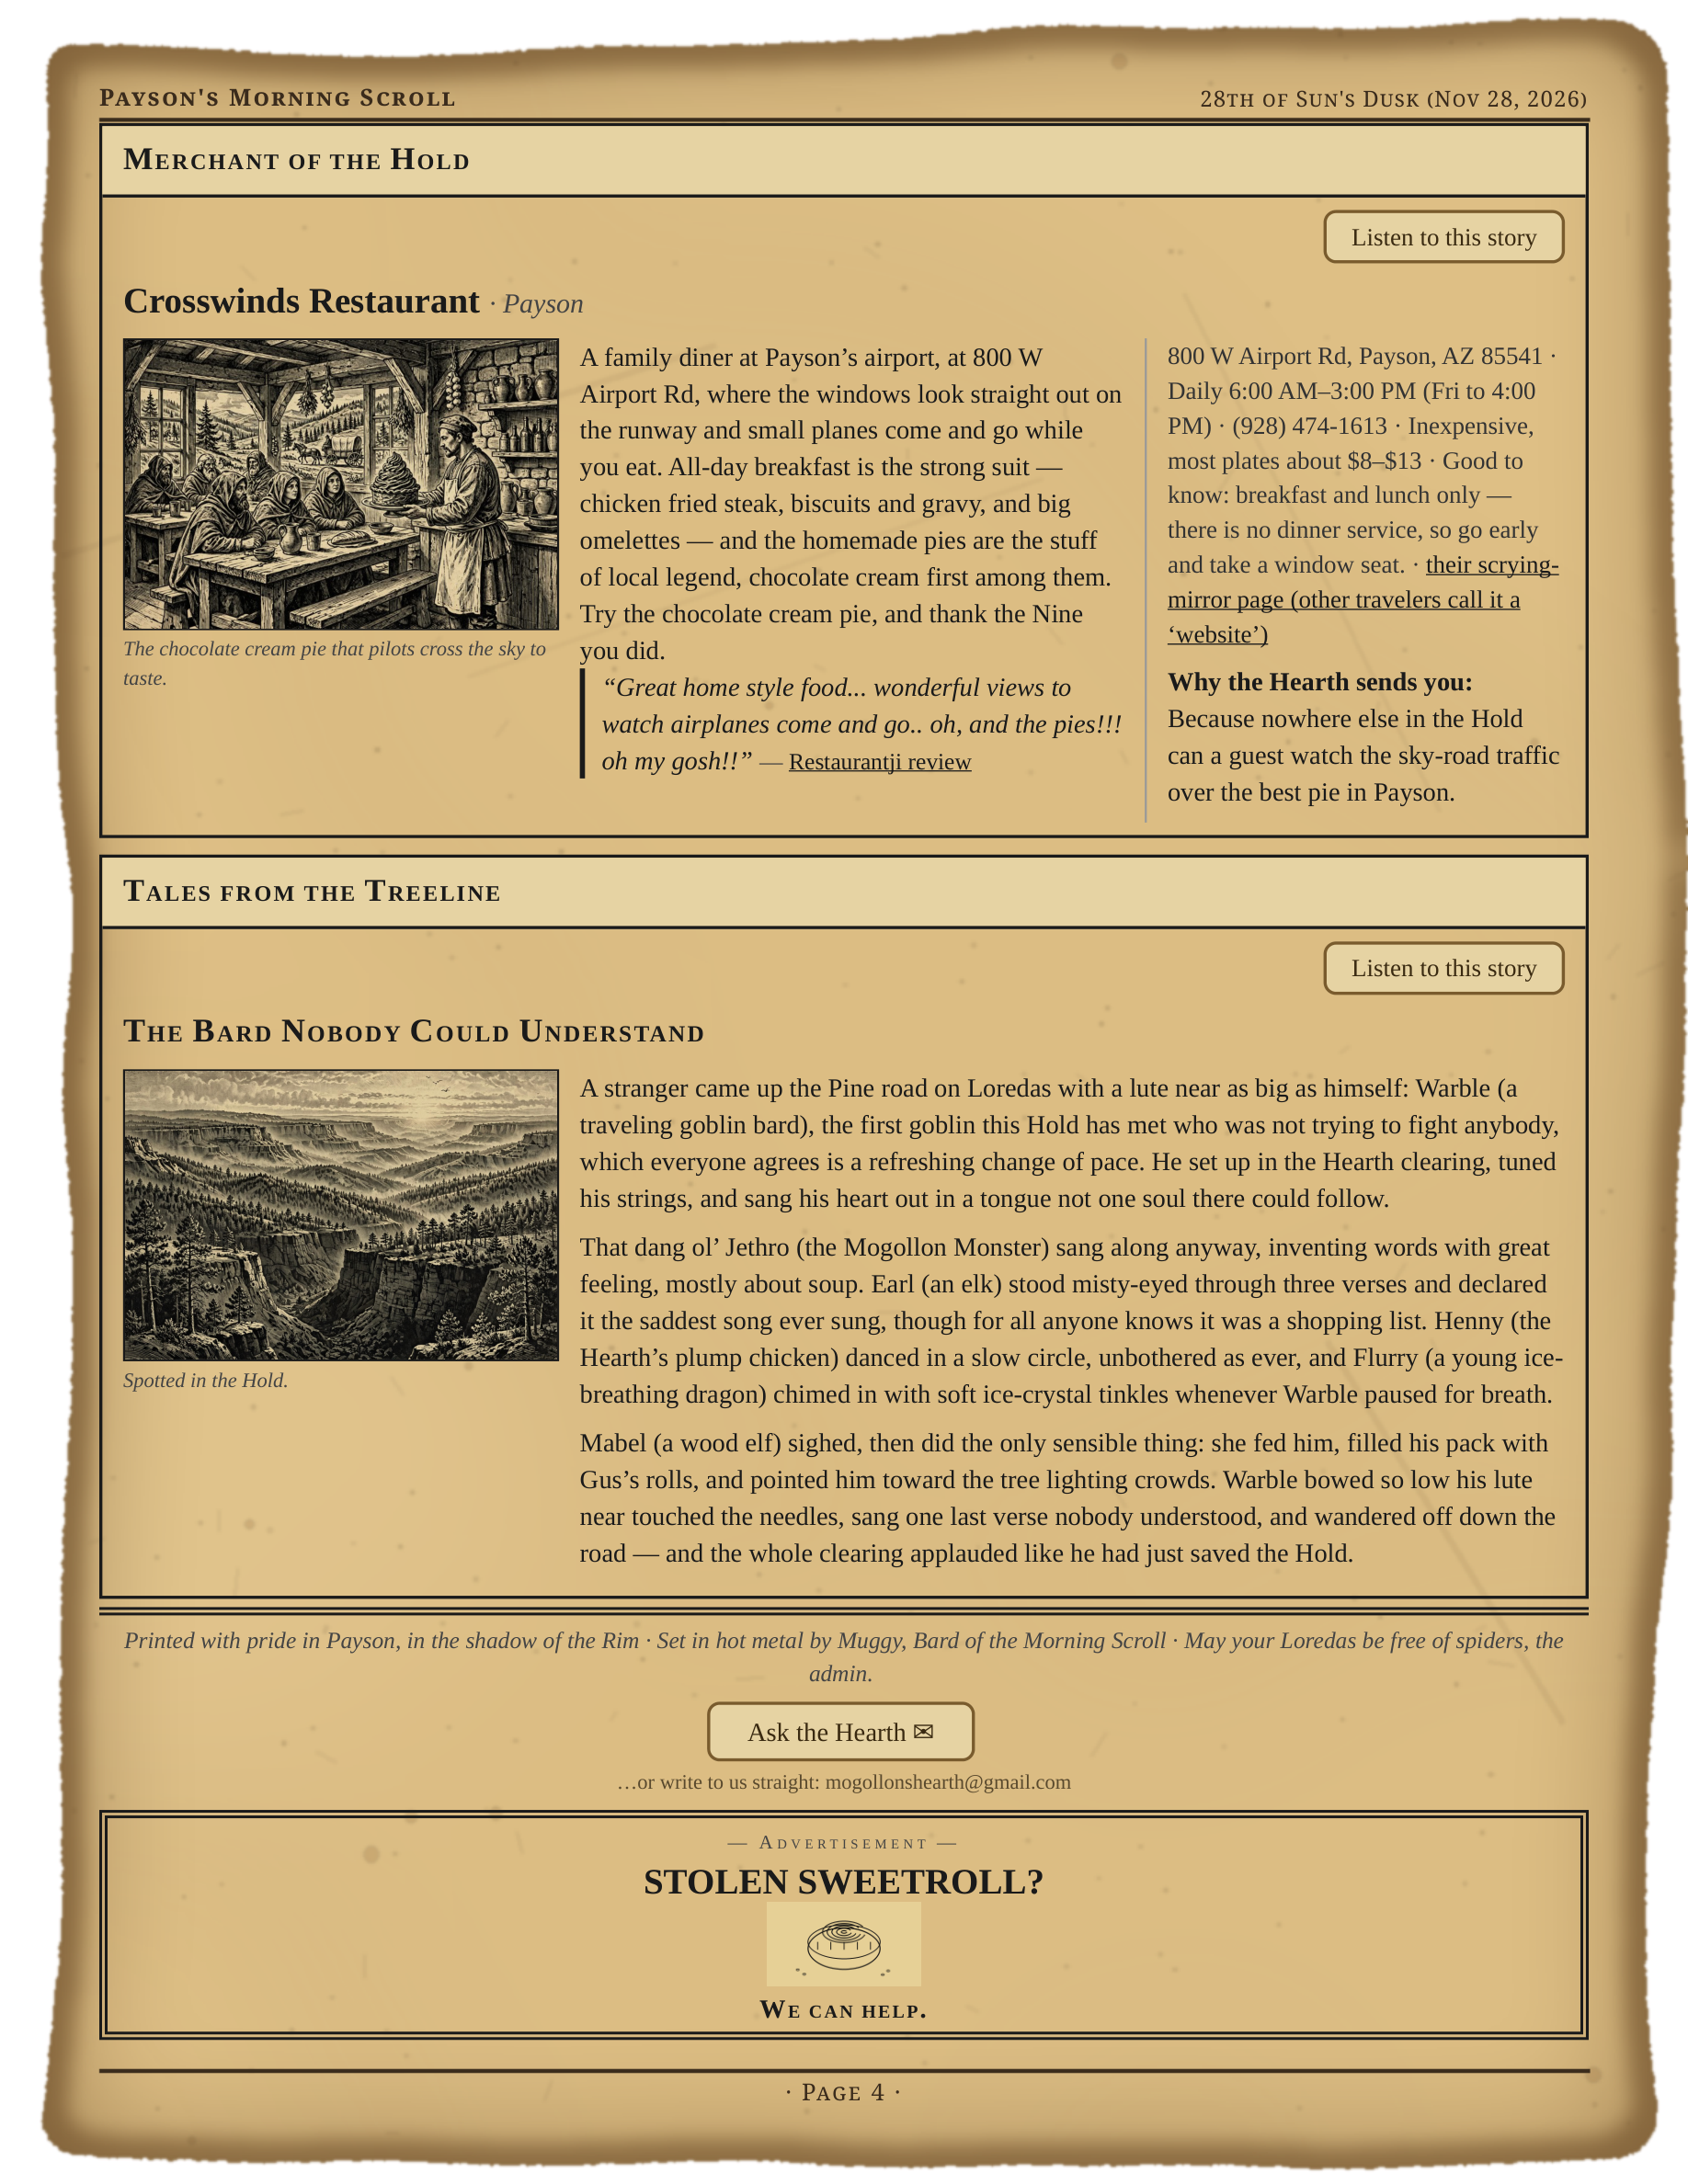 Payson's Morning Scroll
28th of Sun's Dusk (Nov 28, 2026)
Merchant of the Hold
Listen to this story
Crosswinds Restaurant · Payson
The chocolate cream pie that pilots cross the sky to
taste.
A family diner at Payson’s airport, at 800 W
Airport Rd, where the windows look straight out on
the runway and small planes come and go while
you eat. All-day breakfast is the strong suit —
chicken fried steak, biscuits and gravy, and big
omelettes — and the homemade pies are the stuff
of local legend, chocolate cream first among them.
Try the chocolate cream pie, and thank the Nine
you did.
“Great home style food... wonderful views to
watch airplanes come and go.. oh, and the pies!!!
oh my gosh!!” — Restaurantji review
800 W Airport Rd, Payson, AZ 85541 ·
Daily 6:00 AM–3:00 PM (Fri to 4:00
PM) · (928) 474-1613 · Inexpensive,
most plates about $8–$13 · Good to
know: breakfast and lunch only —
there is no dinner service, so go early
and take a window seat. · their scrying-
mirror page (other travelers call it a
‘website’)
Why the Hearth sends you:
Because nowhere else in the Hold
can a guest watch the sky-road traffic
over the best pie in Payson.
Tales from the Treeline
Listen to this story
The Bard Nobody Could Understand
Spotted in the Hold.
A stranger came up the Pine road on Loredas with a lute near as big as himself: Warble (a
traveling goblin bard), the first goblin this Hold has met who was not trying to fight anybody,
which everyone agrees is a refreshing change of pace. He set up in the Hearth clearing, tuned
his strings, and sang his heart out in a tongue not one soul there could follow.
That dang ol’ Jethro (the Mogollon Monster) sang along anyway, inventing words with great
feeling, mostly about soup. Earl (an elk) stood misty-eyed through three verses and declared
it the saddest song ever sung, though for all anyone knows it was a shopping list. Henny (the
Hearth’s plump chicken) danced in a slow circle, unbothered as ever, and Flurry (a young ice-
breathing dragon) chimed in with soft ice-crystal tinkles whenever Warble paused for breath.
Mabel (a wood elf) sighed, then did the only sensible thing: she fed him, filled his pack with
Gus’s rolls, and pointed him toward the tree lighting crowds. Warble bowed so low his lute
near touched the needles, sang one last verse nobody understood, and wandered off down the
road — and the whole clearing applauded like he had just saved the Hold.
Printed with pride in Payson, in the shadow of the Rim · Set in hot metal by Muggy, Bard of the Morning Scroll · May your Loredas be free of spiders, the
admin.
Ask the Hearth ✉
…or write to us straight: mogollonshearth@gmail.com
— Advertisement —
STOLEN SWEETROLL?
We can help.
· Page 4 ·